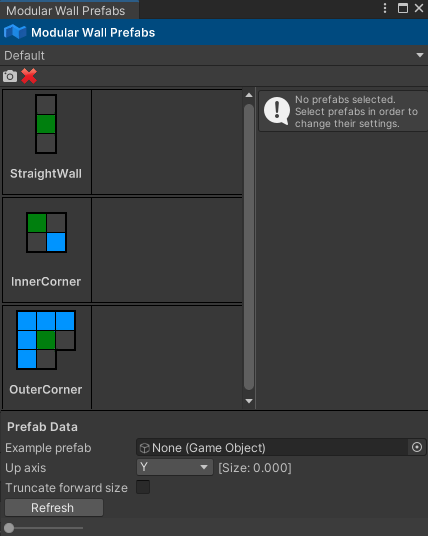 Modular Wall Prefabs
Modular Wall Prefabs
Default
No prefabs selected.
Select prefabs in order to
change their settings.
StraightWall
InnerCorner
OuterCorner
Prefab Data
Example prefab
None (Game Object)
Up axis
Y
[Size: 0.000]
Truncate forward size
Refresh